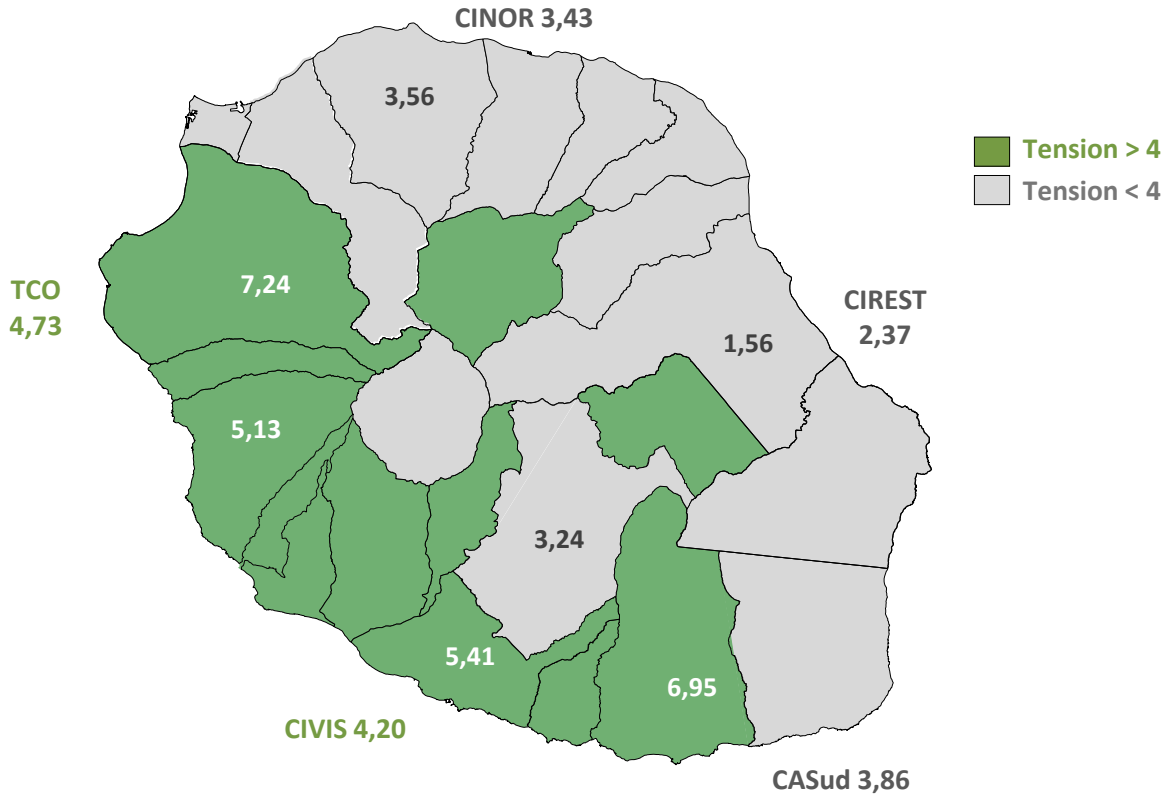 CINOR 3,43
3,56
Tension > 4
Tension < 4
TCO
4,73
7,24
CIREST
2,37
1,56
5,13
3,24
5,41
6,95
CIVIS 4,20
CASud 3,86